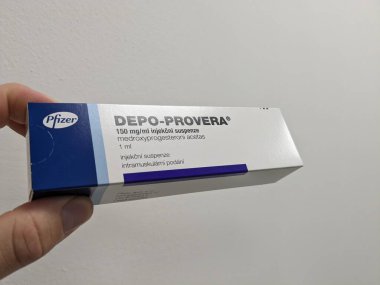 Pfizer
DEPO-PROVERA®
150 mg/ml injekční suspenze
medroxyprogesteroni acetas
1 ml
injekční suspenze
intramuskulární podání